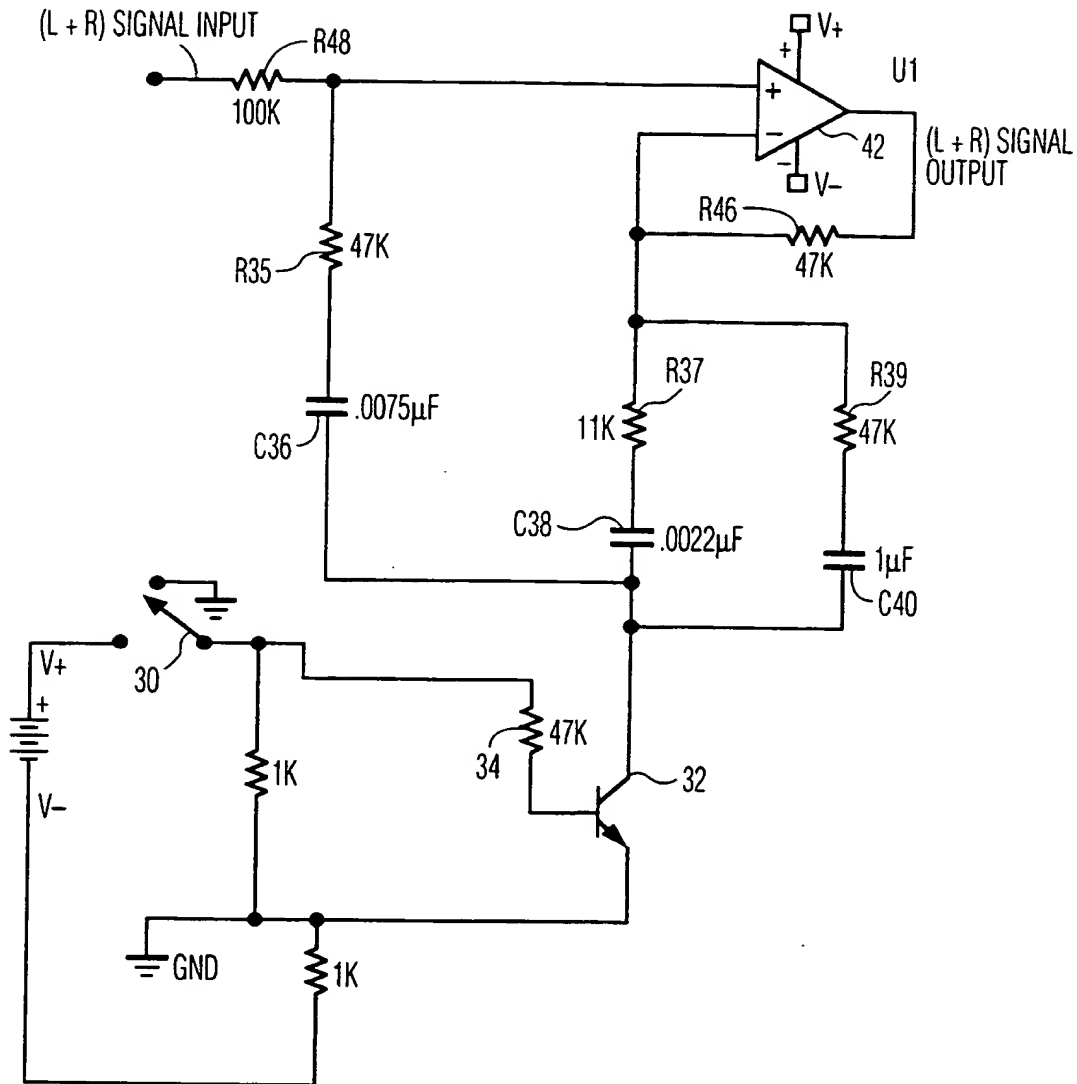 (L + R) SIGNAL INPUT
R48
100K
V+
+
U1
+
−
42
−
V−
(L + R) SIGNAL
OUTPUT
R46
47K
47K
R35
R37
R39
11K
47K
.0075µF
C36
C38
.0022µF
1µF
C40
V+
30
+
47K
34
32
1K
V−
GND
1K